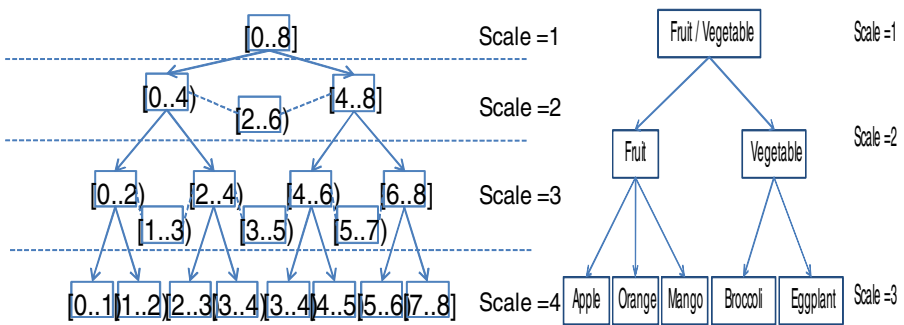 [0..8]
Scale =1
[0..4)
[4..8]
[2..6)
Scale =2
[0..2)
[2..4)
[4..6)
[6..8]
[1..3)
[3..5)
[5..7)
Scale =3
[0..1)
[1..2)
[2..3)
[3..4)
[3..4)
[4..5)
[5..6)
[7..8]
Scale =4
Fruit / Vegetable
Scale =1
Fruit
Vegetable
Scale =2
Apple
Orange
Mango
Broccoli
Eggplant
Scale =3